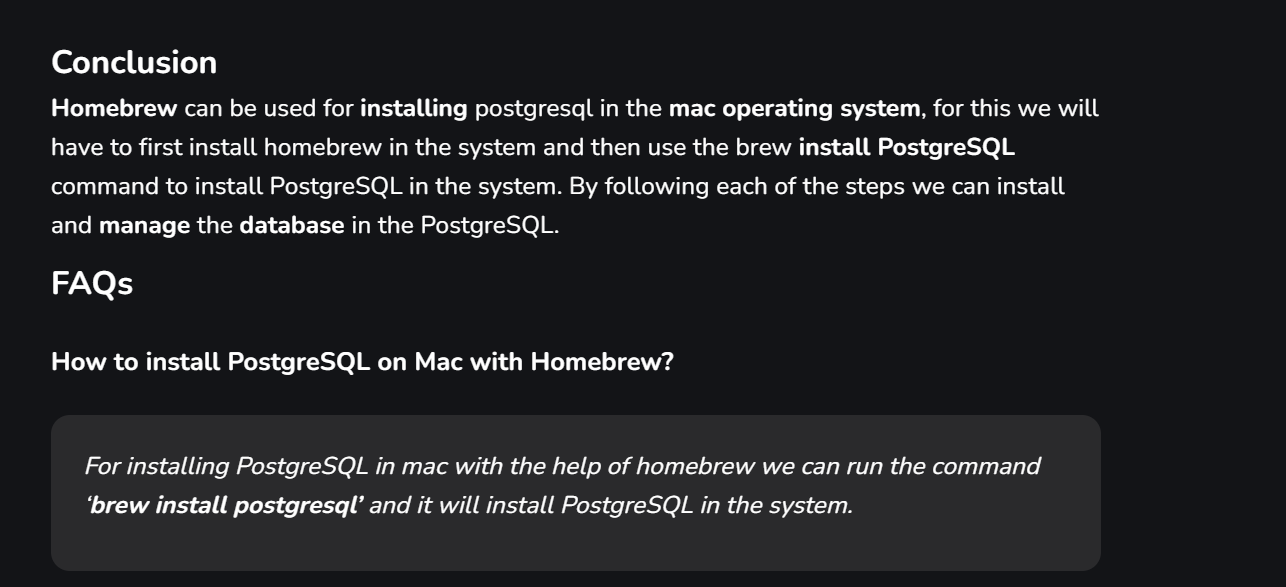 Conclusion
Homebrew can be used for installing postgresql in the mac operating system, for this we will
have to first install homebrew in the system and then use the brew install PostgreSQL
command to install PostgreSQL in the system. By following each of the steps we can install
and manage the database in the PostgreSQL.
FAQs
How to install PostgreSQL on Mac with Homebrew?
For installing PostgreSQL in mac with the help of homebrew we can run the command
‘brew install postgresql’ and it will install PostgreSQL in the system.